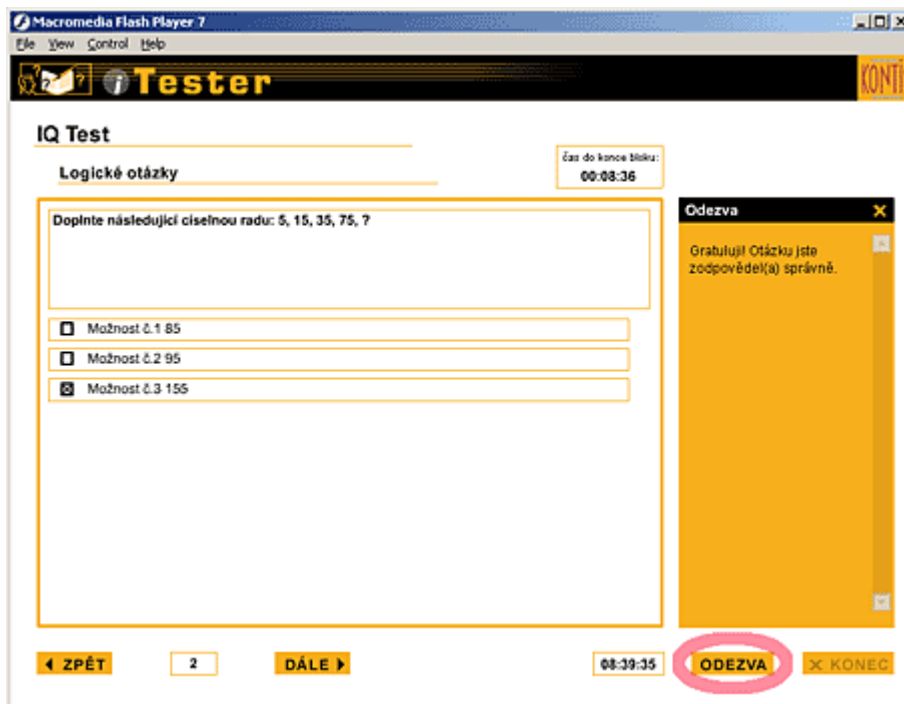 Macromedia Flash Player 7
File View Control Help
? ? ? i Tester
KONTI
IQ Test
Logické otázky
čas do konce bloku:
00:08:36
Doplnte následující císelnou radu: 5, 15, 35, 75, ?
Možnost č.1 85
Možnost č.2 95
Možnost č.3 155
Odezva
Gratuluji! Otázku jste
zodpovědel(a) správně.
ZPĚT
2
DÁLE
08:39:35
ODEZVA
KONEC